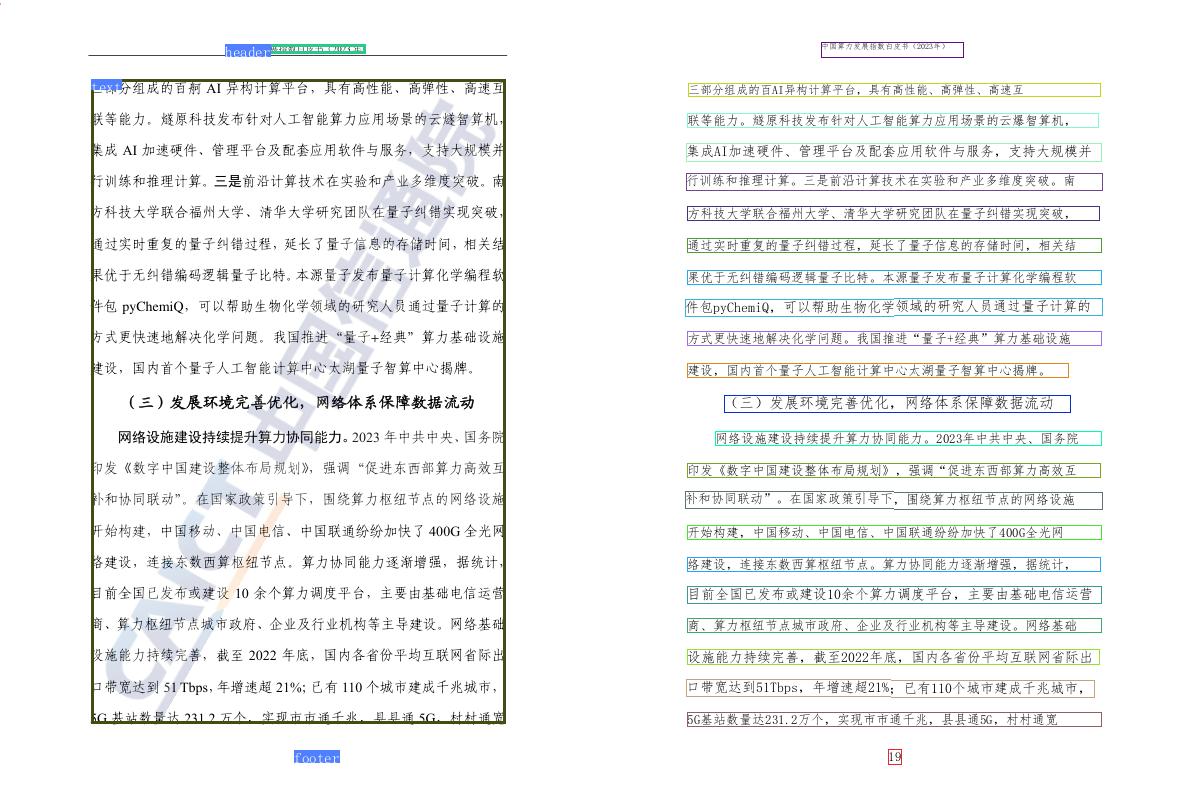 header
text
分组成的百舸 AI 异构计算平台，具有高性能、高弹性、高速互
联等能力。燧原科技发布针对人工智能算力应用场景的云燧智算机，
集成 AI 加速硬件、管理平台及配套应用软件与服务，支持大规模并
行训练和推理计算。三是前沿计算技术在实验和产业多维度突破。南
方科技大学联合福州大学、清华大学研究团队在量子纠错实现突破，
通过实时重复的量子纠错过程，延长了量子信息的存储时间，相关结
果优于无纠错编码逻辑量子比特。本源量子发布量子计算化学编程软
件包 pyChemiQ，可以帮助生物化学领域的研究人员通过量子计算的
方式更快速地解决化学问题。我国推进“量子+经典”算力基础设施
建设，国内首个量子人工智能计算中心太湖量子智算中心揭牌。
（三）发展环境完善优化，网络体系保障数据流动
网络设施建设持续提升算力协同能力。2023 年中共中央、国务院
印发《数字中国建设整体布局规划》，强调“促进东西部算力高效互
补和协同联动”。在国家政策引导下，围绕算力枢纽节点的网络设施
开始构建，中国移动、中国电信、中国联通纷纷加快了 400G 全光网
络建设，连接东数西算枢纽节点。算力协同能力逐渐增强，据统计，
目前全国已发布或建设 10 余个算力调度平台，主要由基础电信运营
商、算力枢纽节点城市政府、企业及行业机构等主导建设。网络基础
设施能力持续完善，截至 2022 年底，国内各省份平均互联网省际出
口带宽达到 51 Tbps，年增速超 21%; 已有 110 个城市建成千兆城市，
5G 基站数量达 231.2 万个，实现市市通千兆，县县通 5G，村村通宽
footer
CAICT 中国信通院
中国算力发展指数白皮书（2023年）
三部分组成的百AI异构计算平台，具有高性能、高弹性、高速互
联等能力。燧原科技发布针对人工智能算力应用场景的云爆智算机，
集成AI加速硬件、管理平台及配套应用软件与服务，支持大规模并
行训练和推理计算。三是前沿计算技术在实验和产业多维度突破。南
方科技大学联合福州大学、清华大学研究团队在量子纠错实现突破，
通过实时重复的量子纠错过程，延长了量子信息的存储时间，相关结
果优于无纠错编码逻辑量子比特。本源量子发布量子计算化学编程软
件包pyChemiQ，可以帮助生物化学领域的研究人员通过量子计算的
方式更快速地解决化学问题。我国推进“量子+经典”算力基础设施
建设，国内首个量子人工智能计算中心太湖量子智算中心揭牌。
（三）发展环境完善优化，网络体系保障数据流动
网络设施建设持续提升算力协同能力。2023年中共中央、国务院
印发《数字中国建设整体布局规划》，强调“促进东西部算力高效互
补和协同联动”。在国家政策引导下，围绕算力枢纽节点的网络设施
开始构建，中国移动、中国电信、中国联通纷纷加快了400G全光网
络建设，连接东数西算枢纽节点。算力协同能力逐渐增强，据统计，
目前全国已发布或建设10余个算力调度平台，主要由基础电信运营
商、算力枢纽节点城市政府、企业及行业机构等主导建设。网络基础
设施能力持续完善，截至2022年底，国内各省份平均互联网省际出
口带宽达到51Tbps，年增速超21%；已有110个城市建成千兆城市，
5G基站数量达231.2万个，实现市市通千兆，县县通5G，村村通宽
19